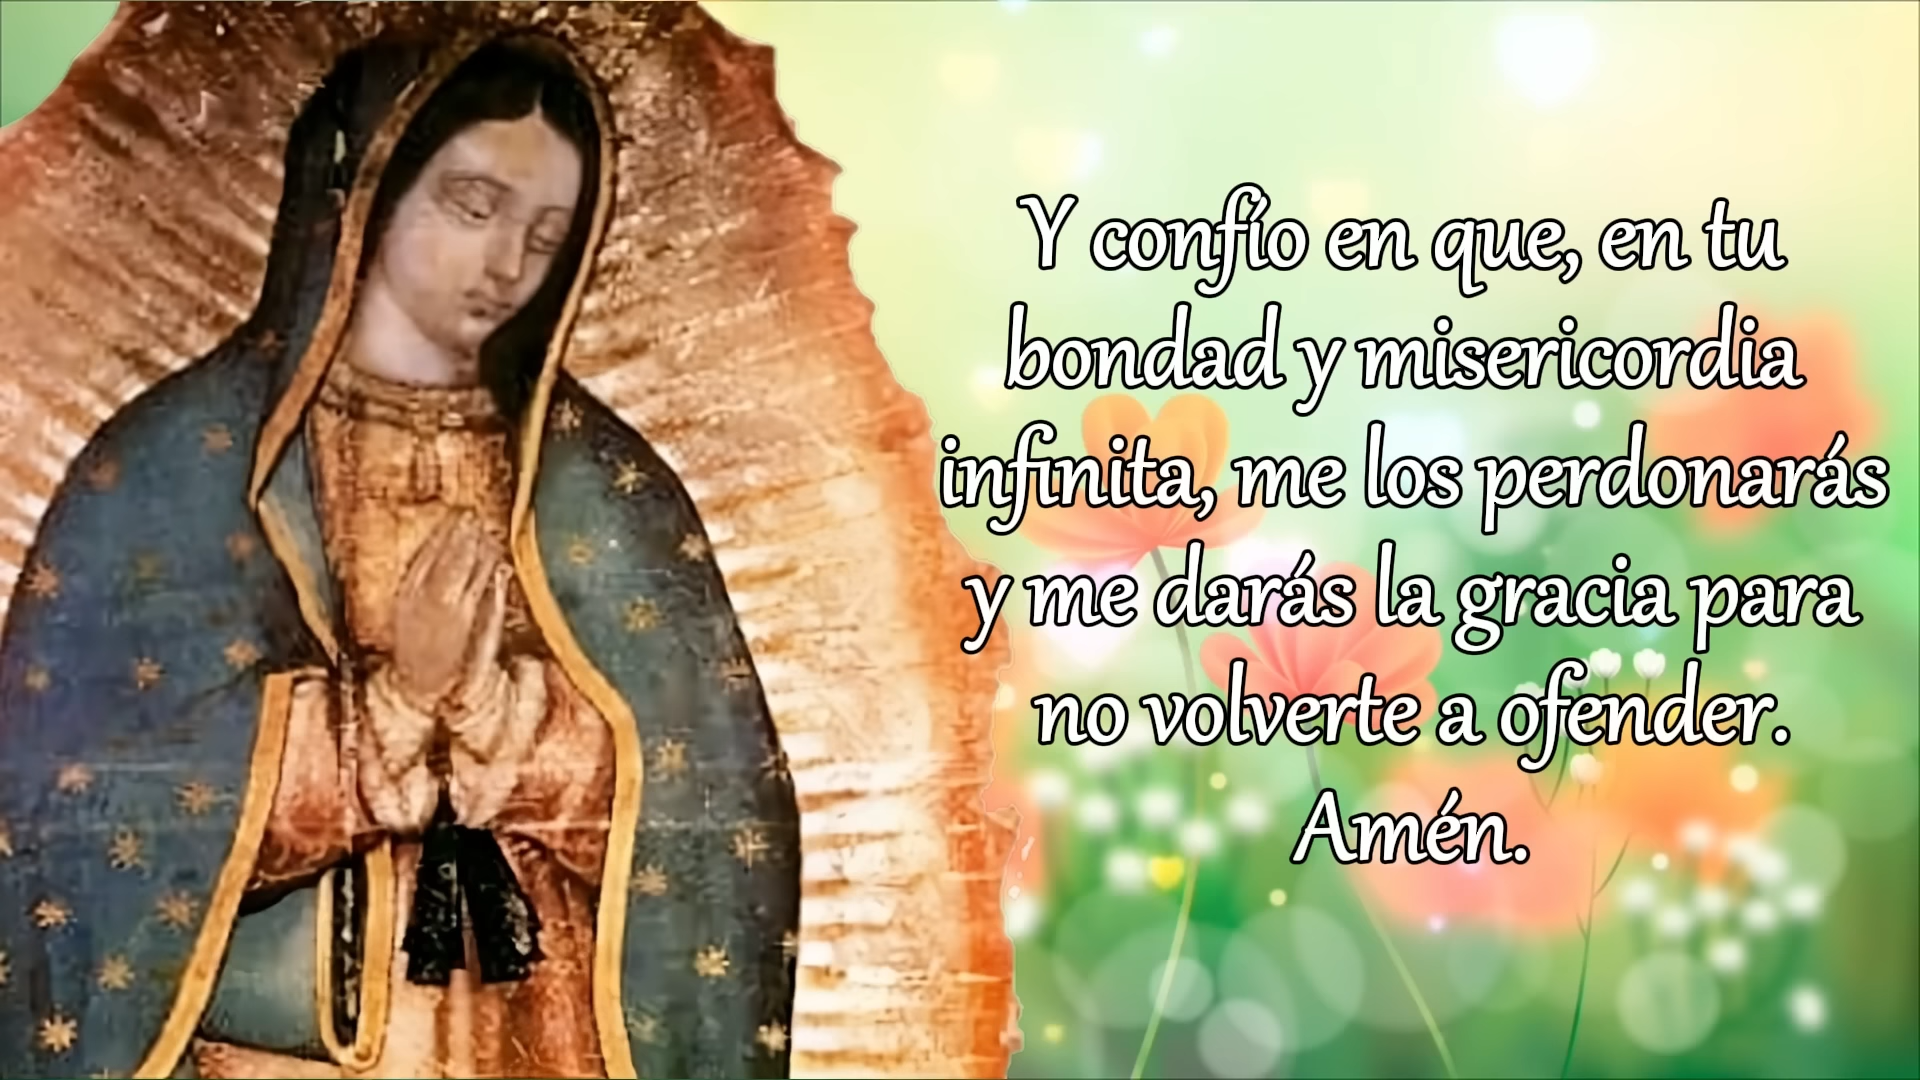 Y confío en que, en tu
bondad y misericordia
infinita, me los perdonarás
y me darás la gracia para
no volverte a ofender.
Amén.